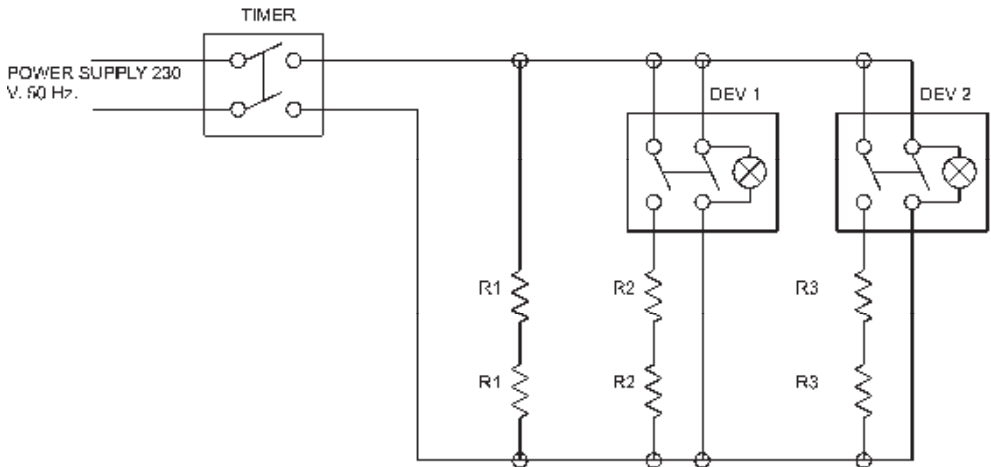 TIMER
POWER SUPPLY 230
V. 50 Hz.
DEV 1
DEV 2
R1
R2
R3
R1
R2
R3